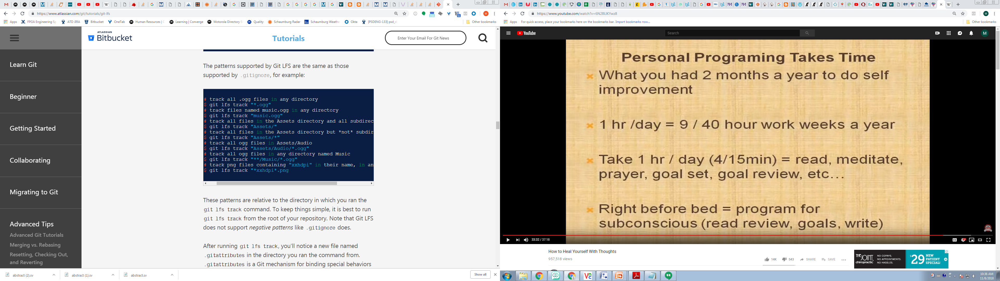 https://www.atlassian.com/git/tutorials/git-lfs
Apps
ATD JIRA
Bitbucket
OneTab
Human Resources | C
Learning | Converge
Motorola Directory S
Quality
Schaumburg Radar
Schaumburg Weathe
Okta
[PSDENG-133] psd_d
Other bookmarks
ATLASSIAN
Bitbucket
Tutorials
Enter Your Email For Git News
Learn Git
Beginner
Getting Started
Collaborating
Migrating to Git
Advanced Tips
Advanced Git Tutorials
Merging vs. Rebasing
Resetting, Checking Out,
and Reverting
The patterns supported by Git LFS are the same as those
supported by .gitignore, for example:
# track all .ogg files in any directory
$ git lfs track "*.ogg"
# track files named music.ogg in any directory
$ git lfs track "music.ogg"
# track all files in the Assets directory and all subdirec
$ git lfs track "Assets/"
# track all files in the Assets directory but *not* subdir
$ git lfs track "Assets/*"
# track all ogg files in Assets/Audio
$ git lfs track "Assets/Audio/*.ogg"
# track all ogg files in any directory named Music
$ git lfs track "**/Music/*.ogg"
# track png files containing "xxhdpi" in their name, in an
$ git lfs track "*xxhdpi*.png
These patterns are relative to the directory in which you ran the
git lfs track command. To keep things simple, it is best to run
git lfs track from the root of your repository. Note that Git LFS
does not support negative patterns like .gitignore does.
After running git lfs track, you'll notice a new file named
.gitattributes in the directory you ran the command from.
.gitattributes is a Git mechanism for binding special behaviors
abstract (2).sv
abstract (1).sv
abstract.sv
Show all
https://www.youtube.com/watch?v=6N2BLlKYwz8
Apps
For quick access, place your bookmarks here on the bookmarks bar. Import bookmarks now...
Other bookmarks
YouTube
Search
M
Personal Programing Takes Time
What you had 2 months a year to do self
improvement
1 hr /day = 9 / 40 hour work weeks a year
Take 1 hr / day (4/15min) = read, meditate,
prayer, goal set, goal review, etc…
Right before bed = program for
subconscious (read review, goals, write)
33:32 / 37:18
How to Heal Yourself With Thoughts
957,518 views
14K
543
SHARE
SAVE
THE JOINT
chiropractic
NO COPAYS.
NO APPOINTMENTS.
NO HASSLES.
$29
NEW
PATIENT
SPECIAL!
10:36 AM
11/8/2018